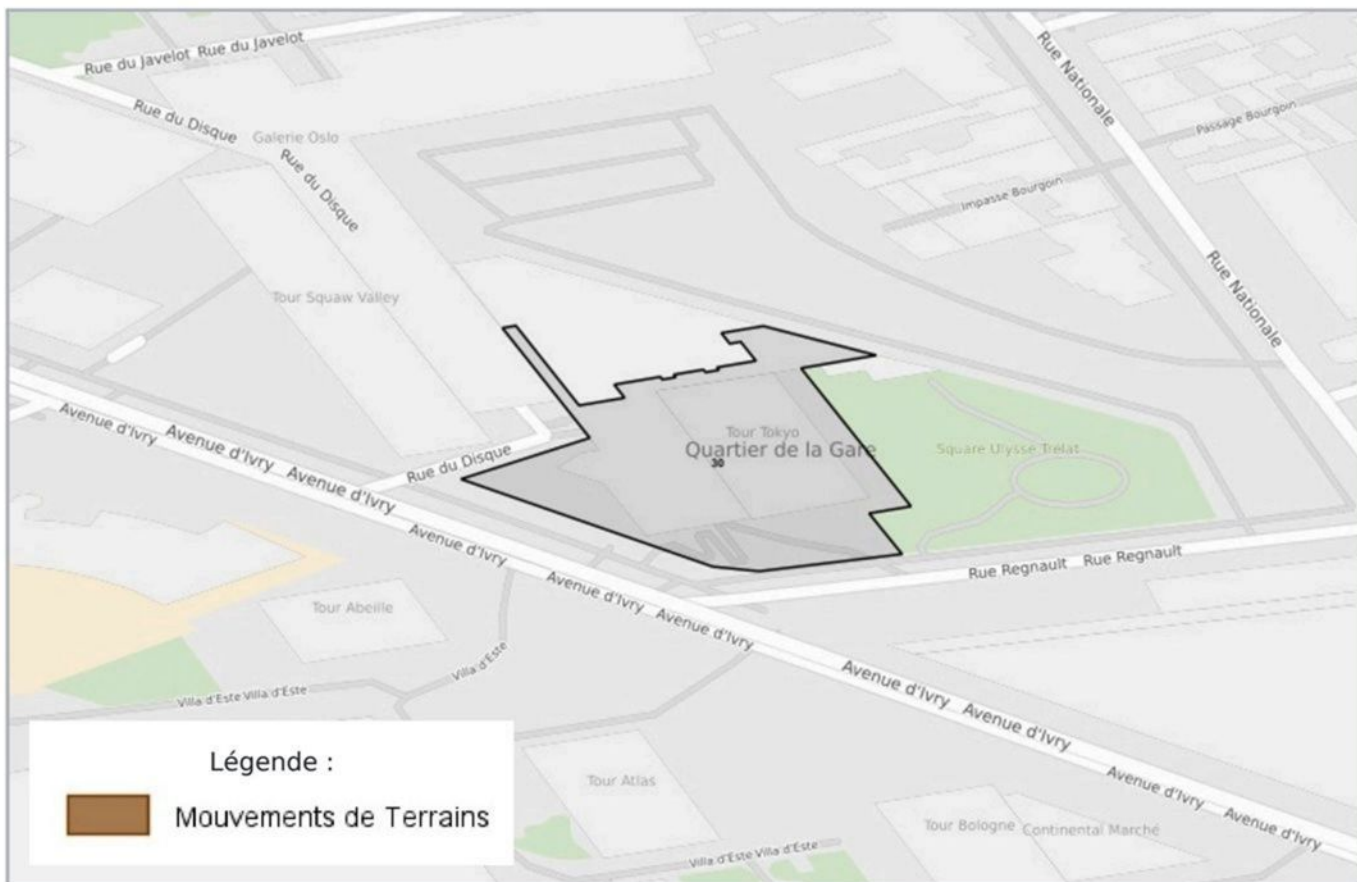 Rue du Javelot Rue du Javelot
Rue Nationale
Rue du Disque
Galerie Oslo
Passage Bourgoin
Rue du Disque
Impasse Bourgoin
Tour Squaw Valley
Rue Nationale
Avenue d'Ivry Avenue d'Ivry Avenue d'Ivry Avenue d'Ivry
Tour Tokyo
Quartier de la Gare
30
Square Ulysse Trélat
Rue du Disque
Avenue d'Ivry Avenue d'Ivry
Rue Regnault Rue Regnault
Tour Abeille
Villa d'Este
Villa d'Este Villa d'Este
Avenue d'Ivry Avenue d'Ivry
Avenue d'Ivry Avenue d'Ivry
Légende :
Mouvements de Terrains
Tour Atlas
Tour Bologne
Continental Marché
Villa d'Este Villa d'Este